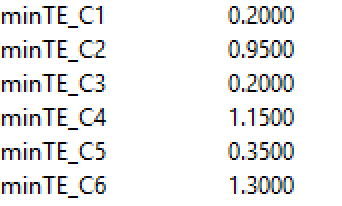 minTE_C1 0.2000
minTE_C2 0.9500
minTE_C3 0.2000
minTE_C4 1.1500
minTE_C5 0.3500
minTE_C6 1.3000